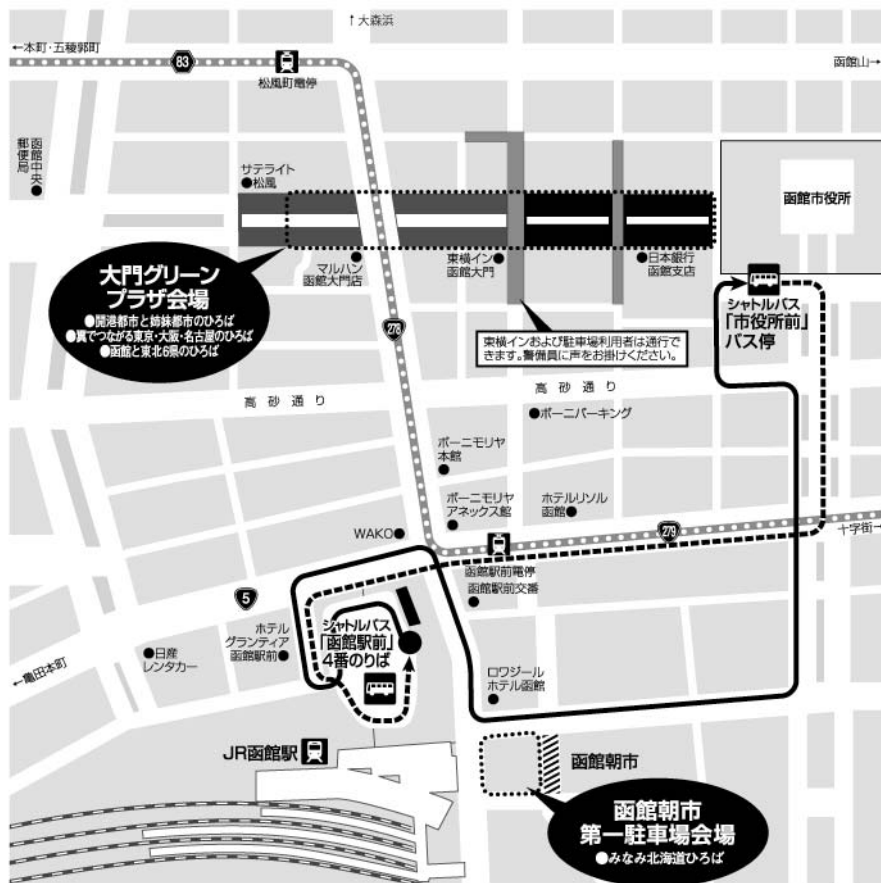 ↑大森浜
←本町・五稜郭町
83
松風町電停
函館山→
函館中央
郵便局
サテライト
●松風
函館市役所
大門グリーン
プラザ会場
●開港都市と姉妹都市のひろば
●翼でつながる東京・大阪・名古屋のひろば
●函館と東北6県のひろば
マルハン
函館大門店
東横イン
函館大門
●日本銀行
函館支店
シャトルバス
「市役所前」
バス停
278
東横インおよび駐車場利用者は通行で
きます。警備員に声をお掛けください。
高砂通り
高砂通り
●ボーニパーキング
ボーニモリヤ
本館
ボーニモリヤ
アネックス館
ホテルリソル
函館●
279
十字街→
WAKO●
函館駅前電停
函館駅前交番
5
シャトルバス
「函館駅前」
4番のりば
ホテル
グランティア
函館駅前●
●日産
レンタカー
←亀田本町
ロワジール
ホテル函館
JR函館駅
函館朝市
函館朝市
第一駐車場会場
●みなみ北海道ひろば